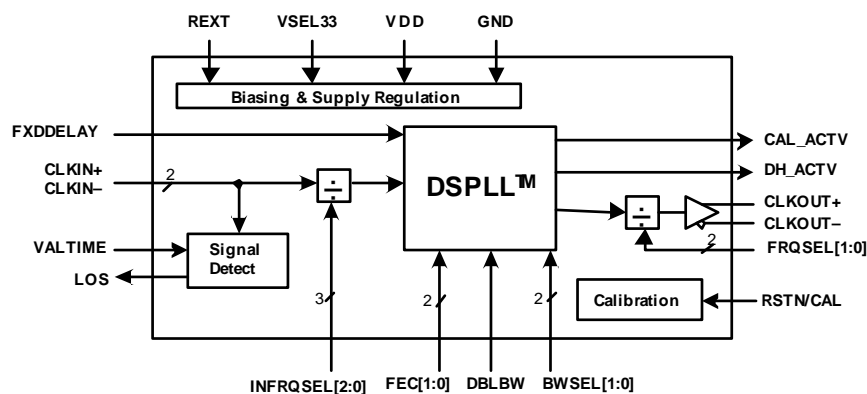 REXT VSEL33 VDD GND
Biasing & Supply Regulation
FXDDELAY
CAL_ACTV
CLKIN+
CLKIN–
2
÷
DSPLL™
DH_ACTV
÷
CLKOUT+
CLKOUT–
2
FRQSEL[1:0]
VALTIME
LOS
Signal
Detect
3
2
2
Calibration
RSTN/CAL
INFRQSEL[2:0] FEC[1:0] DBLBW BWSEL[1:0]